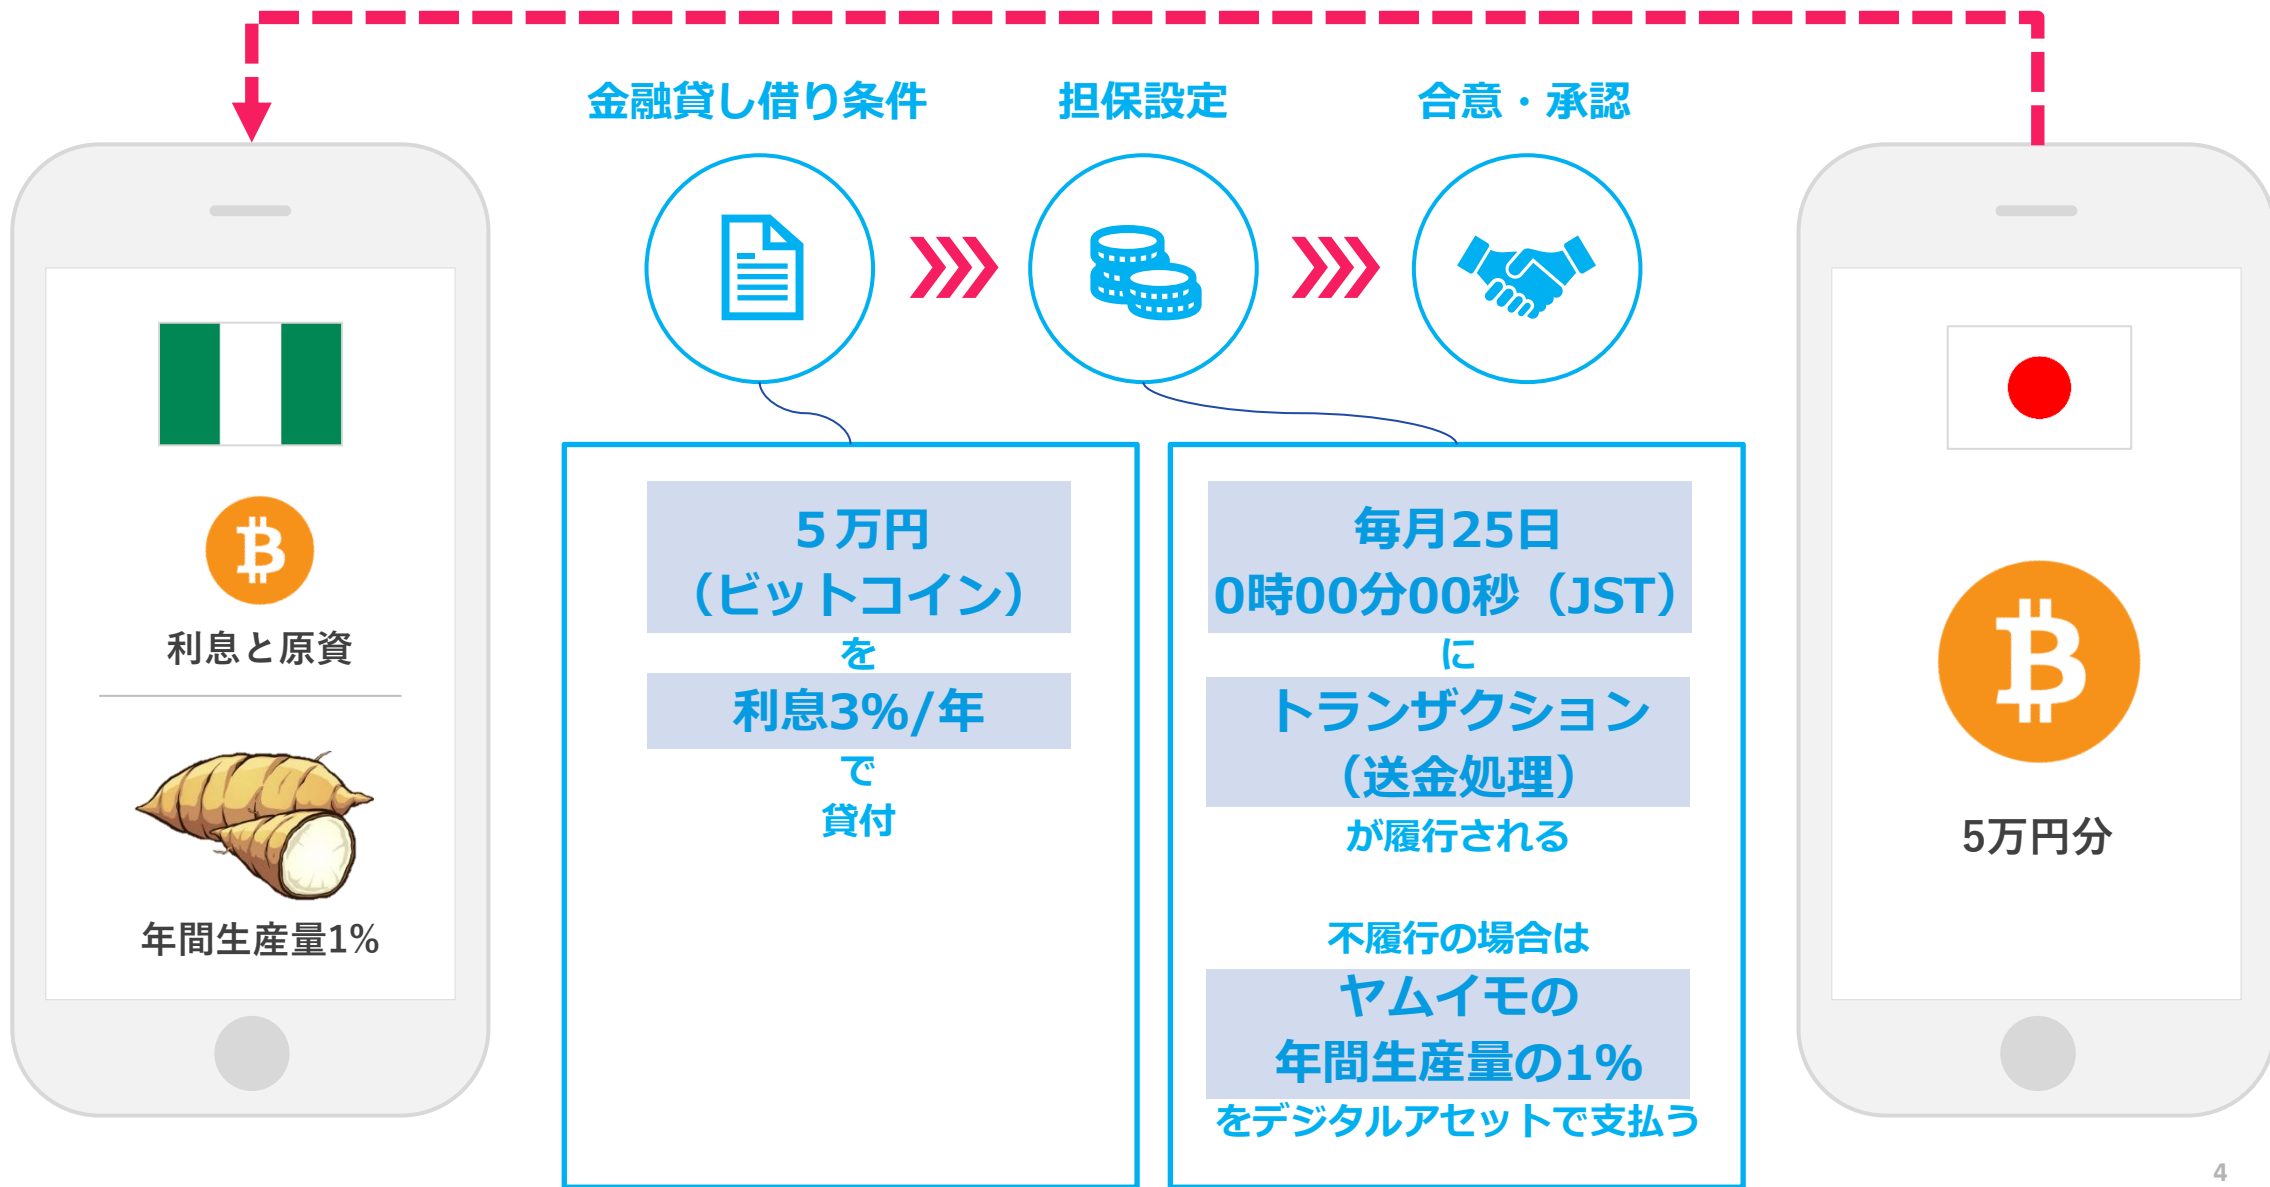 金融貸し借り条件
担保設定
合意・承認
利息と原資
年間生産量1%
５万円
（ビットコイン）
を
利息3%/年
で
貸付
毎月25日
0時00分00秒（JST）
に
トランザクション
（送金処理）
が履行される
不履行の場合は
ヤムイモの
年間生産量の1%
をデジタルアセットで支払う
5万円分
4